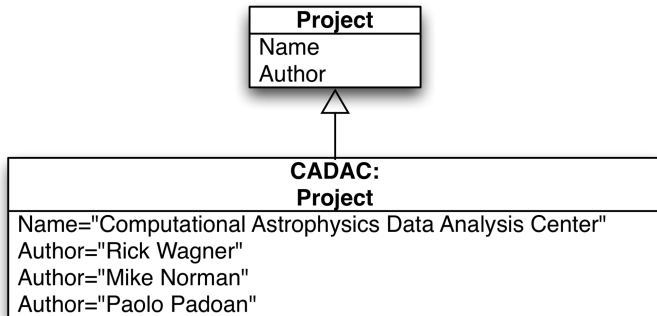 Project
Name
Author
CADAC:
Project
Name="Computational Astrophysics Data Analysis Center"
Author="Rick Wagner"
Author="Mike Norman"
Author="Paolo Padoan"